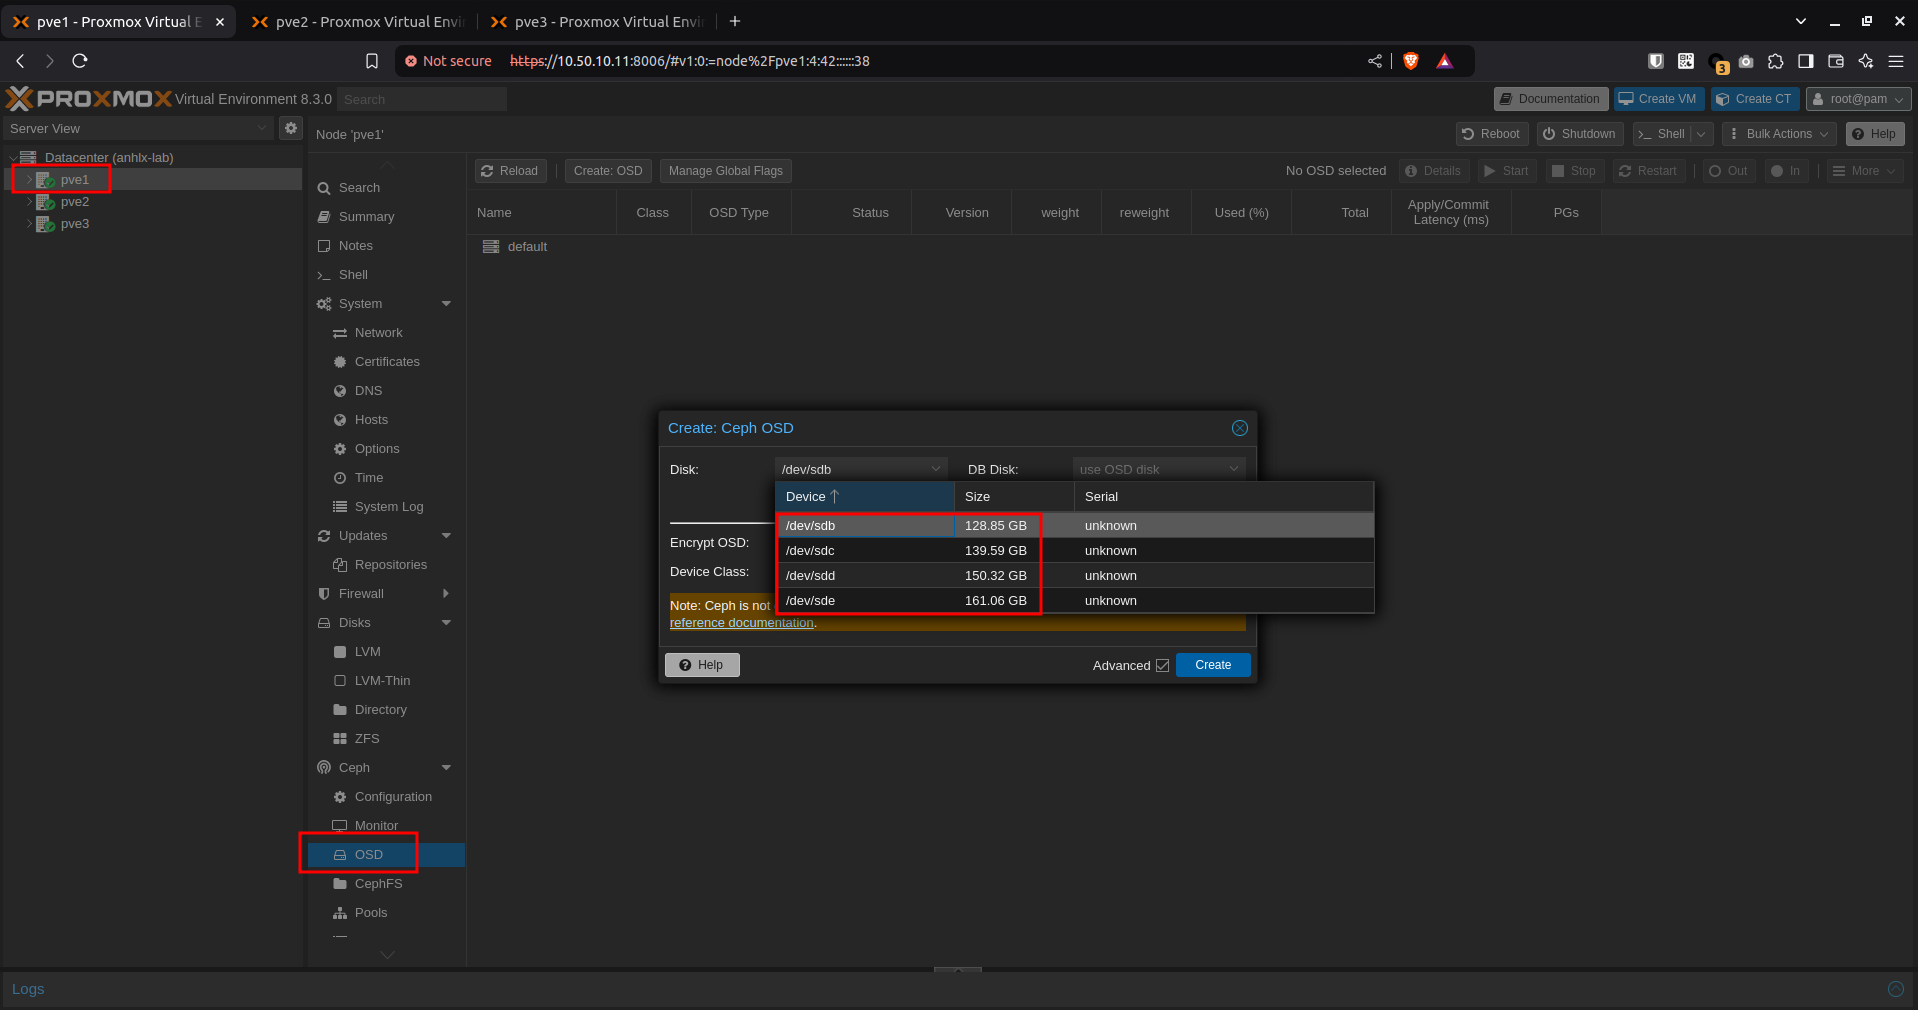 pve1 - Proxmox Virtual E
pve2 - Proxmox Virtual Envi
pve3 - Proxmox Virtual Envi
Not secure https://10.50.10.11:8006/#v1:0:=node%2Fpve1:4:42::::::38
3
PROXMOX Virtual Environment 8.3.0 Search
Documentation Create VM Create CT root@pam
Server View
Node 'pve1'
Reboot Shutdown Shell Bulk Actions Help
Datacenter (anhlx-lab)
pve1
pve2
pve3
Search
Summary
Notes
Shell
System
Network
Certificates
DNS
Hosts
Options
Time
System Log
Updates
Repositories
Firewall
Disks
LVM
LVM-Thin
Directory
ZFS
Ceph
Configuration
Monitor
OSD
CephFS
Pools
Reload Create: OSD Manage Global Flags No OSD selected Details Start Stop Restart Out In More
Name Class OSD Type Status Version weight reweight Used (%) Total Apply/Commit Latency (ms) PGs
default
Create: Ceph OSD
Disk: /dev/sdb DB Disk: use OSD disk
Device Size Serial
/dev/sdb 128.85 GB unknown
/dev/sdc 139.59 GB unknown
/dev/sdd 150.32 GB unknown
/dev/sde 161.06 GB unknown
Encrypt OSD:
Device Class:
Note: Ceph is not
reference documentation.
Help Advanced Create
Logs